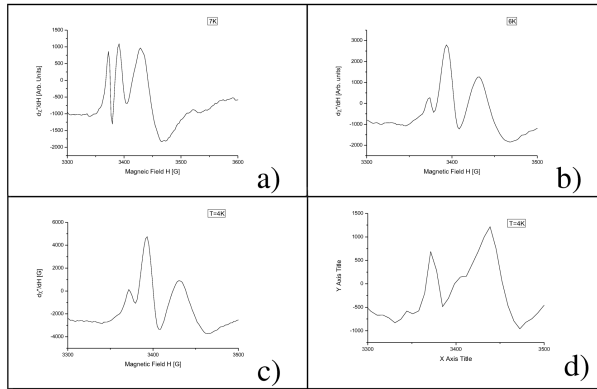 7K
1500
1000
500
0
-500
-1000
-1500
-2000
dχ"/dH [Arb. Units]
3300 3400 3500 3600
Magneic Field H [G]
a)
6K
3000
2000
1000
0
-1000
-2000
dχ"/dH [Arb. units]
3300 3400 3500
Magnetic Field H [G]
b)
T=4K
6000
4000
2000
0
-2000
-4000
dχ"/dH [G]
3300 3400 3500
Magnetic Field H [G]
c)
T=4K
1500
1000
500
0
-500
-1000
Y Axis Title
3300 3400 3500
X Axis Title
d)